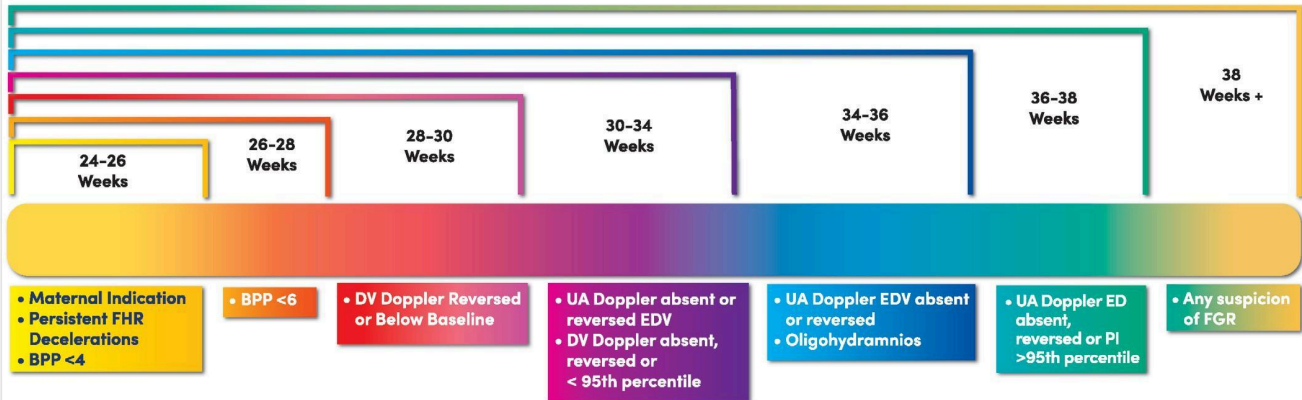 24-26
Weeks
26-28
Weeks
28-30
Weeks
30-34
Weeks
34-36
Weeks
36-38
Weeks
38
Weeks +
• Maternal Indication
• Persistent FHR
Decelerations
• BPP <4
• BPP <6
• DV Doppler Reversed
or Below Baseline
• UA Doppler absent or
reversed EDV
• DV Doppler absent,
reversed or
< 95th percentile
• UA Doppler EDV absent
or reversed
• Oligohydramnios
• UA Doppler ED
absent,
reversed or PI
>95th percentile
• Any suspicion
of FGR